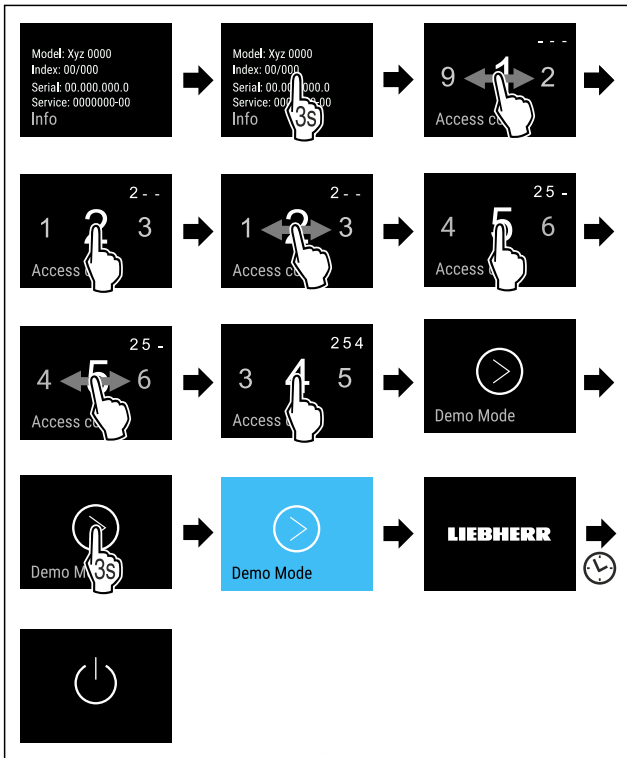 Model: Xyz 0000
Index: 00/000
Serial: 00.000.000.0
Service: 0000000-00
Info
Model: Xyz 0000
Index: 00/000
Serial: 00.000.0
Service: 00 00
Info
3s
- - -
9 1 2
Access c
2 - -
1 2 3
Access
2 - -
1 2 3
Access c
2 5 -
4 5 6
Access
2 5 -
4 5 6
Access c
2 5 4
3 4 5
Access
Demo Mode
Demo M
3s
Demo Mode
LIEBHERR